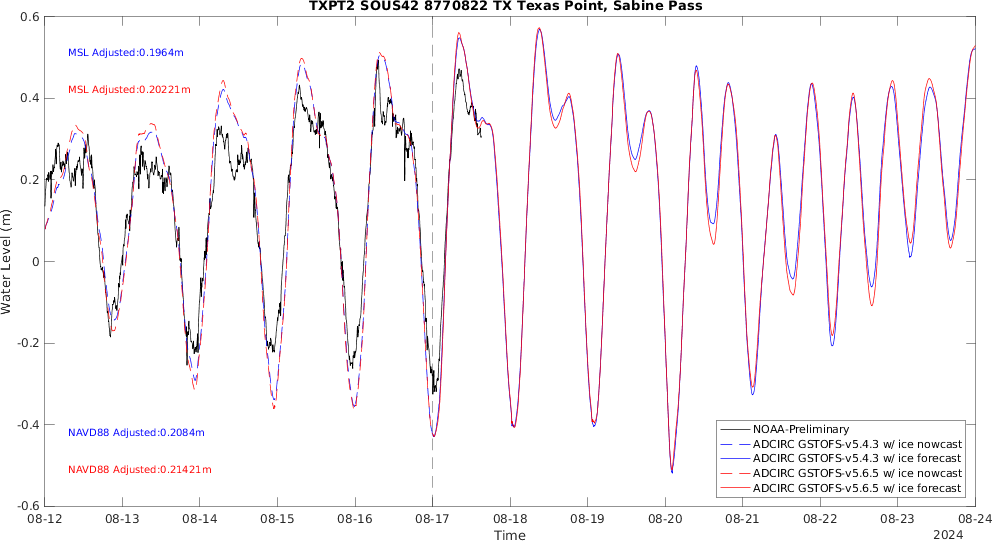 TXPT2 SOUS42 8770822 TX Texas Point, Sabine Pass
0.6
MSL Adjusted:0.1964m
MSL Adjusted:0.20221m
0.4
0.2
0
-0.2
-0.4
-0.6
Water Level (m)
NAVD88 Adjusted:0.2084m
NAVD88 Adjusted:0.21421m
NOAA-Preliminary
ADCIRC GSTOFS-v5.4.3 w/ ice nowcast
ADCIRC GSTOFS-v5.4.3 w/ ice forecast
ADCIRC GSTOFS-v5.6.5 w/ ice nowcast
ADCIRC GSTOFS-v5.6.5 w/ ice forecast
08-12 08-13 08-14 08-15 08-16 08-17 08-18 08-19 08-20 08-21 08-22 08-23 08-24
Time
2024